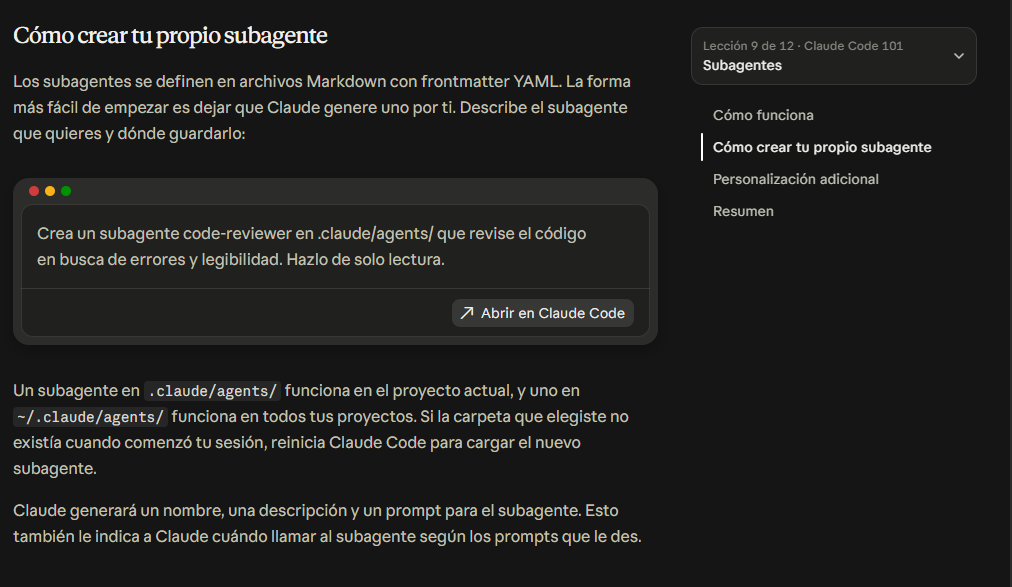 Cómo crear tu propio subagente
Los subagentes se definen en archivos Markdown con frontmatter YAML. La forma
más fácil de empezar es dejar que Claude genere uno por ti. Describe el subagente
que quieres y dónde guardarlo:
Crea un subagente code-reviewer en .claude/agents/ que revise el código
en busca de errores y legibilidad. Hazlo de solo lectura.
Abrir en Claude Code
Un subagente en .claude/agents/ funciona en el proyecto actual, y uno en
~/.claude/agents/ funciona en todos tus proyectos. Si la carpeta que elegiste no
existía cuando comenzó tu sesión, reinicia Claude Code para cargar el nuevo
subagente.
Claude generará un nombre, una descripción y un prompt para el subagente. Esto
también le indica a Claude cuándo llamar al subagente según los prompts que le des.
Lección 9 de 12 · Claude Code 101
Subagentes
Cómo funciona
Cómo crear tu propio subagente
Personalización adicional
Resumen